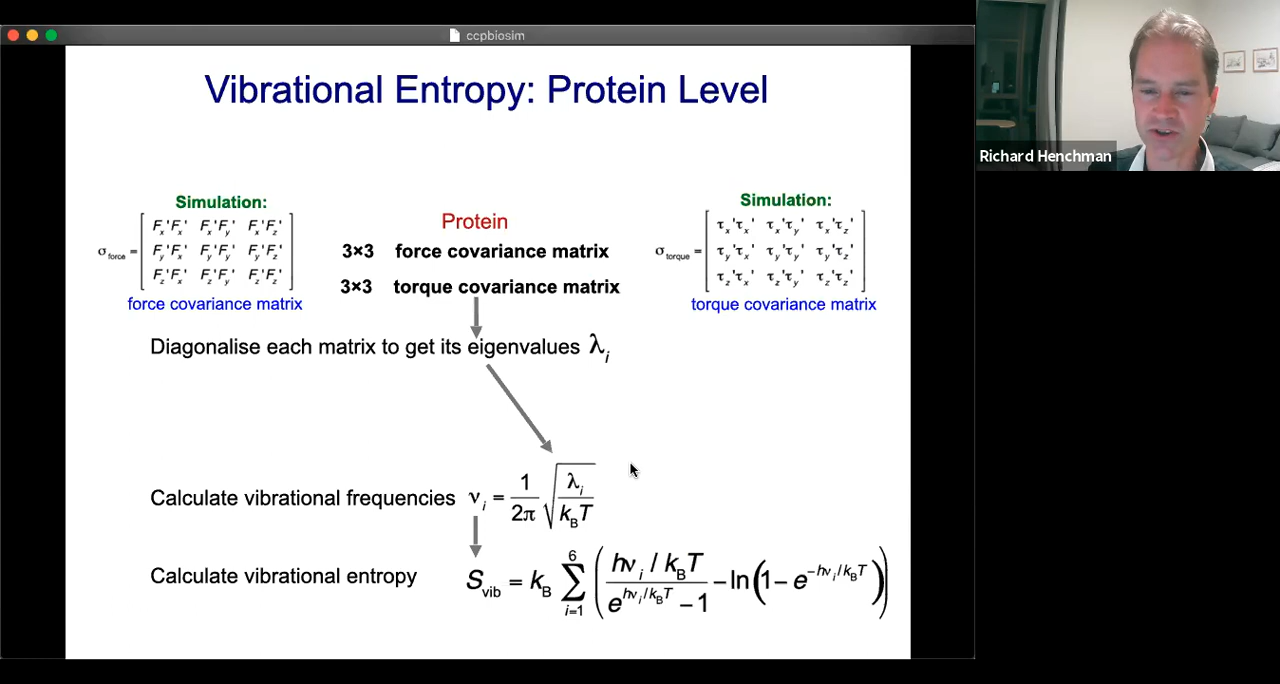 ccpbiosim
Vibrational Entropy: Protein Level
Richard Henchman
Simulation:
σ_force = [ F_x'F_x' F_x'F_y' F_x'F_z'
F_y'F_x' F_y'F_y' F_y'F_z'
F_z'F_x' F_z'F_y' F_z'F_z' ]
force covariance matrix
Protein
3×3 force covariance matrix
3×3 torque covariance matrix
Simulation:
σ_torque = [ τ_x'τ_x' τ_x'τ_y' τ_x'τ_z'
τ_y'τ_x' τ_y'τ_y' τ_y'τ_z'
τ_z'τ_x' τ_z'τ_y' τ_z'τ_z' ]
torque covariance matrix
Diagonalise each matrix to get its eigenvalues λ_i
Calculate vibrational frequencies ν_i = 1/2π √(λ_i / k_BT)
Calculate vibrational entropy S_vib = k_B ∑_{i=1}^{6} ( (hν_i / k_BT) / (e^{hν_i/k_BT} − 1) − ln(1 − e^{−hν_i/k_BT}) )